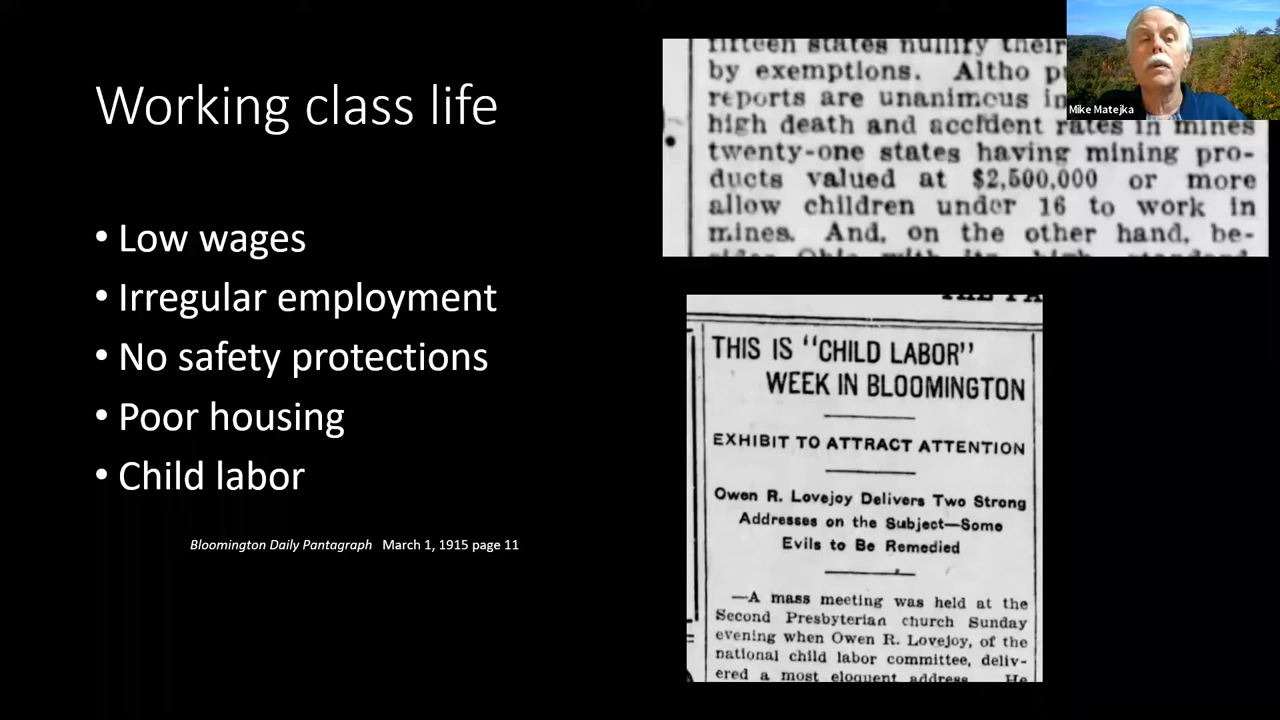 Working class life
• Low wages
• Irregular employment
• No safety protections
• Poor housing
• Child labor
Bloomington Daily Pantagraph March 1, 1915 page 11
fifteen states nullify their
by exemptions. Altho
reports are unanimous in
high death and accident rates in mines
twenty-one states having mining pro-
ducts valued at $2,500,000 or more
allow children under 16 to work in
mines. And, on the other hand, be-
Mike Matejka
THIS IS "CHILD LABOR"
WEEK IN BLOOMINGTON
EXHIBIT TO ATTRACT ATTENTION
Owen R. Lovejoy Delivers Two Strong
Addresses on the Subject—Some
Evils to Be Remedied
—A mass meeting was held at the
Second Presbyterian church Sunday
evening when Owen R. Lovejoy, of the
national child labor committee, deliv-
ered a most eloquent address. He